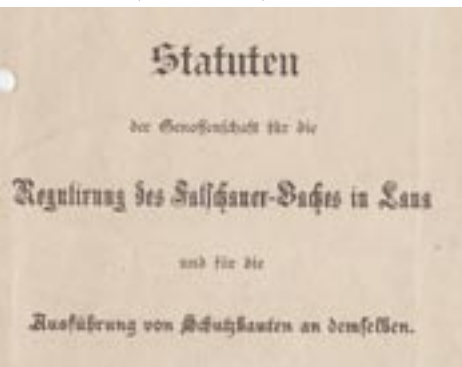 Statuten
der Genossenschaft für die
Regulirung des Falschauer-Baches in Lana
und für die
Ausführung von Schutzbauten an demselben.